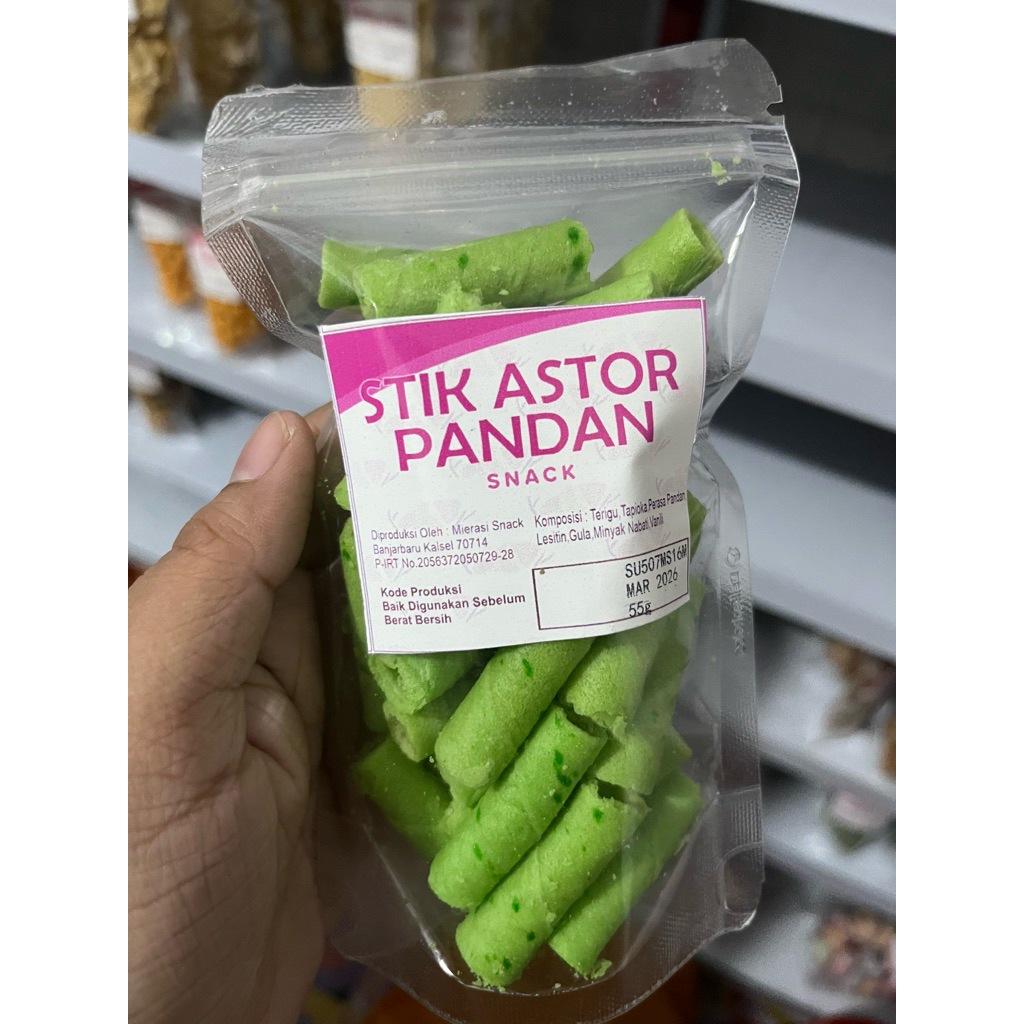 STIK ASTOR
PANDAN
SNACK
Diproduksi Oleh : Mierasi Snack
Banjarbaru Kalsel 70714
P-IRT No.2056372050729-28
Komposisi : Terigu,Tapioka,Perasa Pandan
Lesitin,Gula,Minyak Nabati,Vanili
Kode Produksi
Baik Digunakan Sebelum
Berat Bersih
SU507MS16M
MAR 2026
55g